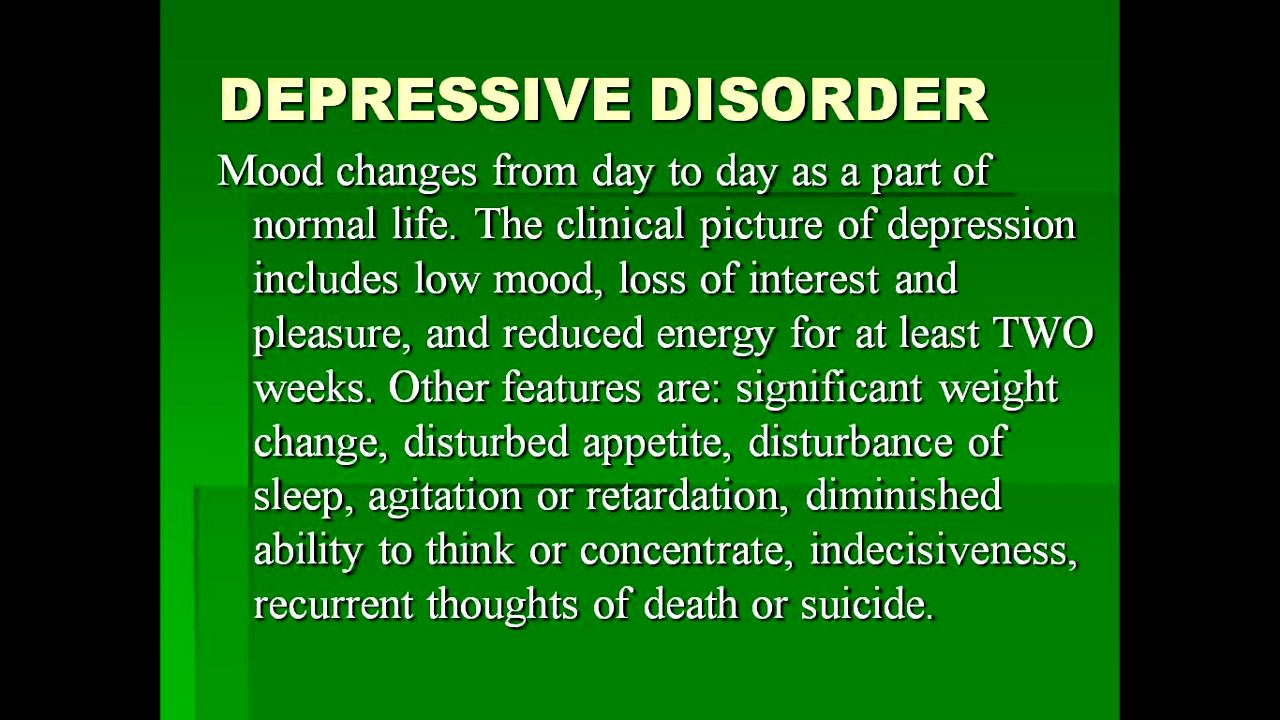 DEPRESSIVE DISORDER
Mood changes from day to day as a part of
normal life. The clinical picture of depression
includes low mood, loss of interest and
pleasure, and reduced energy for at least TWO
weeks. Other features are: significant weight
change, disturbed appetite, disturbance of
sleep, agitation or retardation, diminished
ability to think or concentrate, indecisiveness,
recurrent thoughts of death or suicide.